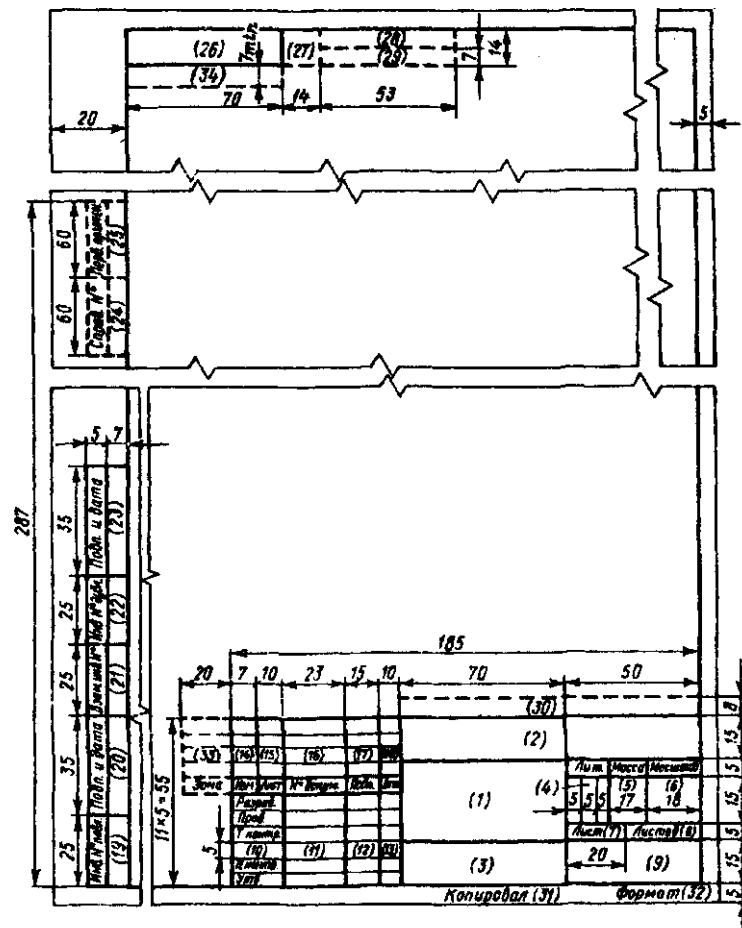 (26) 7min (27) (28) 14
(34) (29) 7
70 14 53
20 5
60 Перв. примен. (25)
60 Справ. № (24)
287
5 7
35 Подп. и дата (23)
25 Инв № дубл. (22)
25 Взам. инв № (21)
35 Подп. и дата (20)
25 Инв № подл. (19)
185
20 7 10 23 15 10 70 50
(30) 8
(2) 15
(33) (14) (15) (16) (17) (18)
Лит. Масса Масштаб 5
Зона Изм Лист № докум. Подп. Дата
(4) (5) (6)
5 5 5 17 18 15
(1)
11×5=55
Разраб.
Пров
Т контр.
Лист (7) Листов (8) 5
5 (10) (11) (12) (13)
Н контр
Утв
(3) 20 (9) 15
Копировал (31) Формат (32) 5